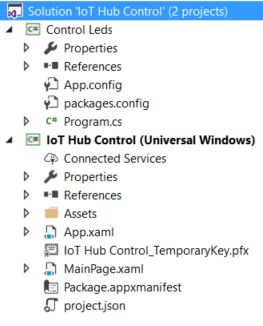 Solution 'IoT Hub Control' (2 projects)
C# Control Leds
Properties
References
App.config
packages.config
C# Program.cs
C# IoT Hub Control (Universal Windows)
Connected Services
Properties
References
Assets
App.xaml
IoT Hub Control_TemporaryKey.pfx
MainPage.xaml
Package.appxmanifest
project.json